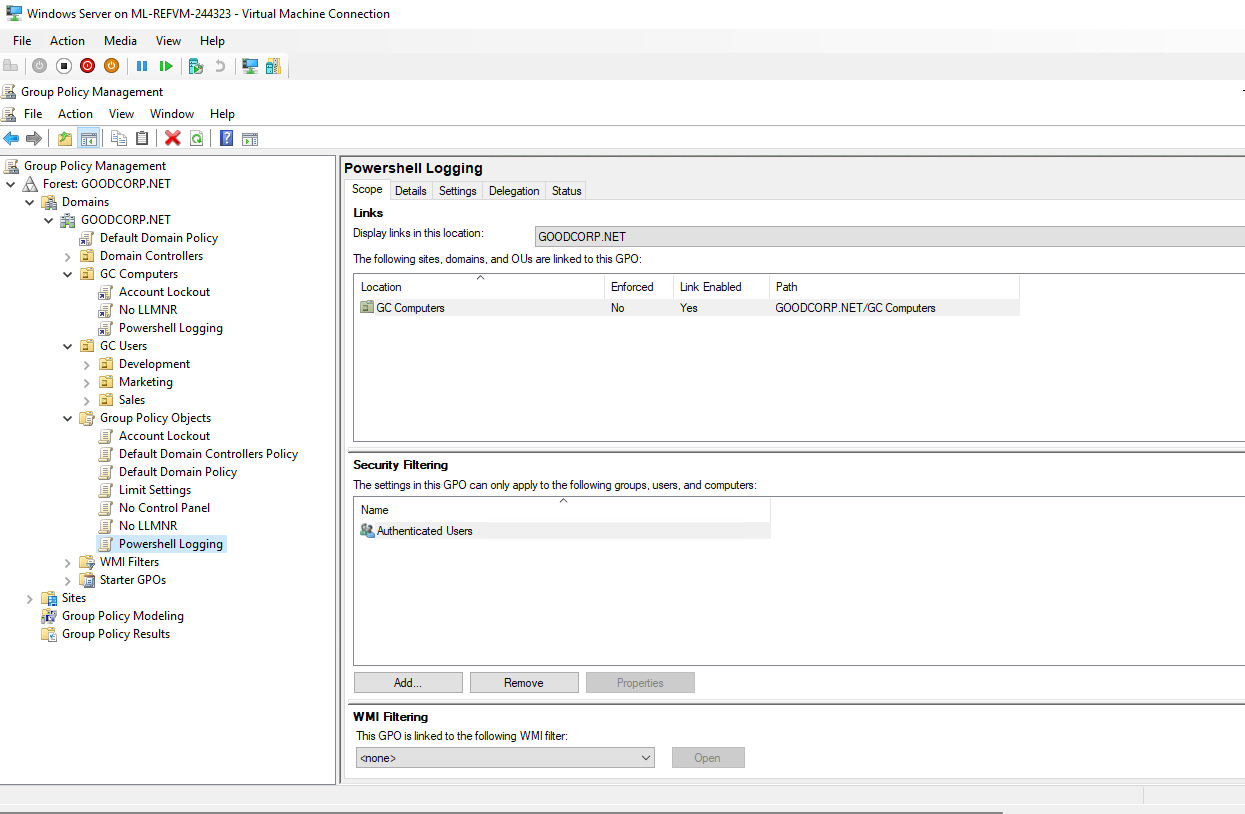 Windows Server on ML-REFVM-244323 - Virtual Machine Connection
File Action Media View Help
Group Policy Management
File Action View Window Help
Group Policy Management
Forest: GOODCORP.NET
Domains
GOODCORP.NET
Default Domain Policy
Domain Controllers
GC Computers
Account Lockout
No LLMNR
Powershell Logging
GC Users
Development
Marketing
Sales
Group Policy Objects
Account Lockout
Default Domain Controllers Policy
Default Domain Policy
Limit Settings
No Control Panel
No LLMNR
Powershell Logging
WMI Filters
Starter GPOs
Sites
Group Policy Modeling
Group Policy Results
Powershell Logging
Scope Details Settings Delegation Status
Links
Display links in this location: GOODCORP.NET
The following sites, domains, and OUs are linked to this GPO:
Location Enforced Link Enabled Path
GC Computers No Yes GOODCORP.NET/GC Computers
Security Filtering
The settings in this GPO can only apply to the following groups, users, and computers:
Name
Authenticated Users
Add... Remove Properties
WMI Filtering
This GPO is linked to the following WMI filter:
<none> Open